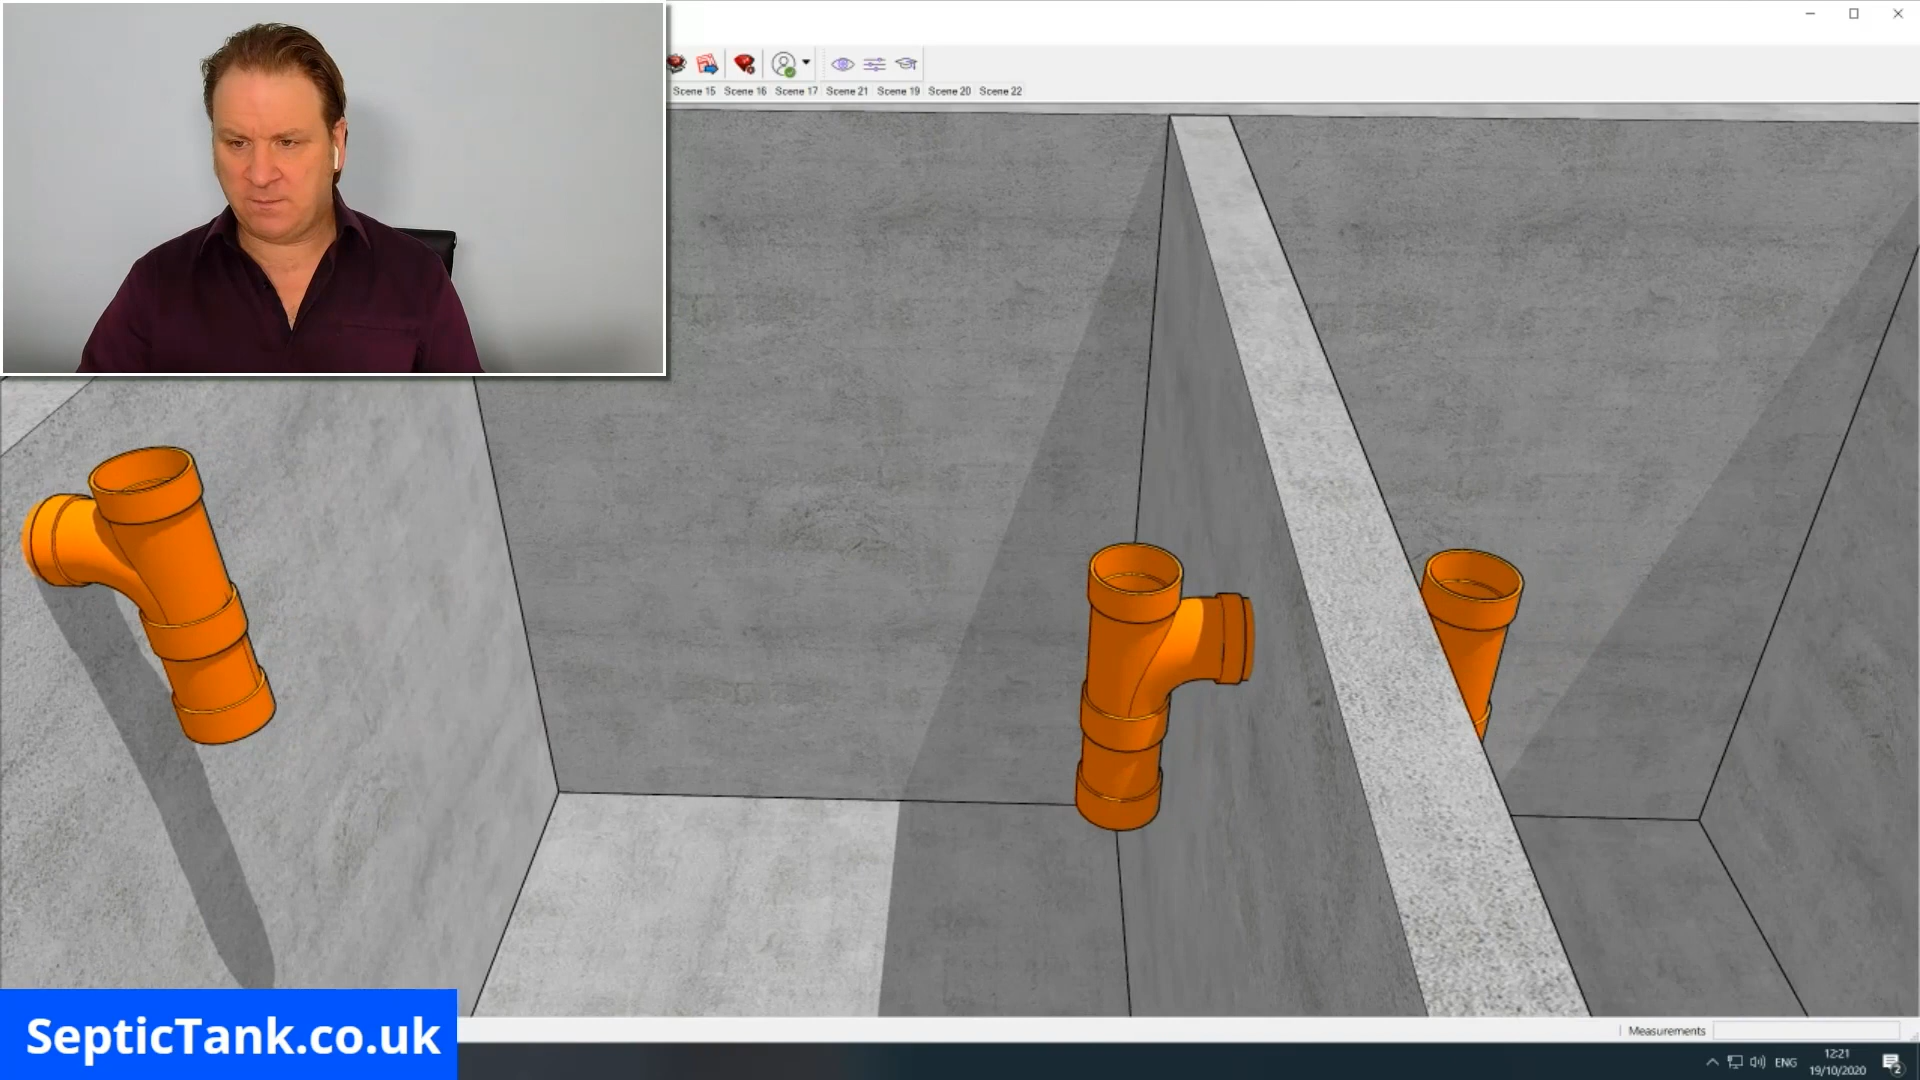 Scene 15 Scene 16 Scene 17 Scene 21 Scene 19 Scene 20 Scene 22
SepticTank.co.uk
Measurements
ENG
12:21
19/10/2020
2